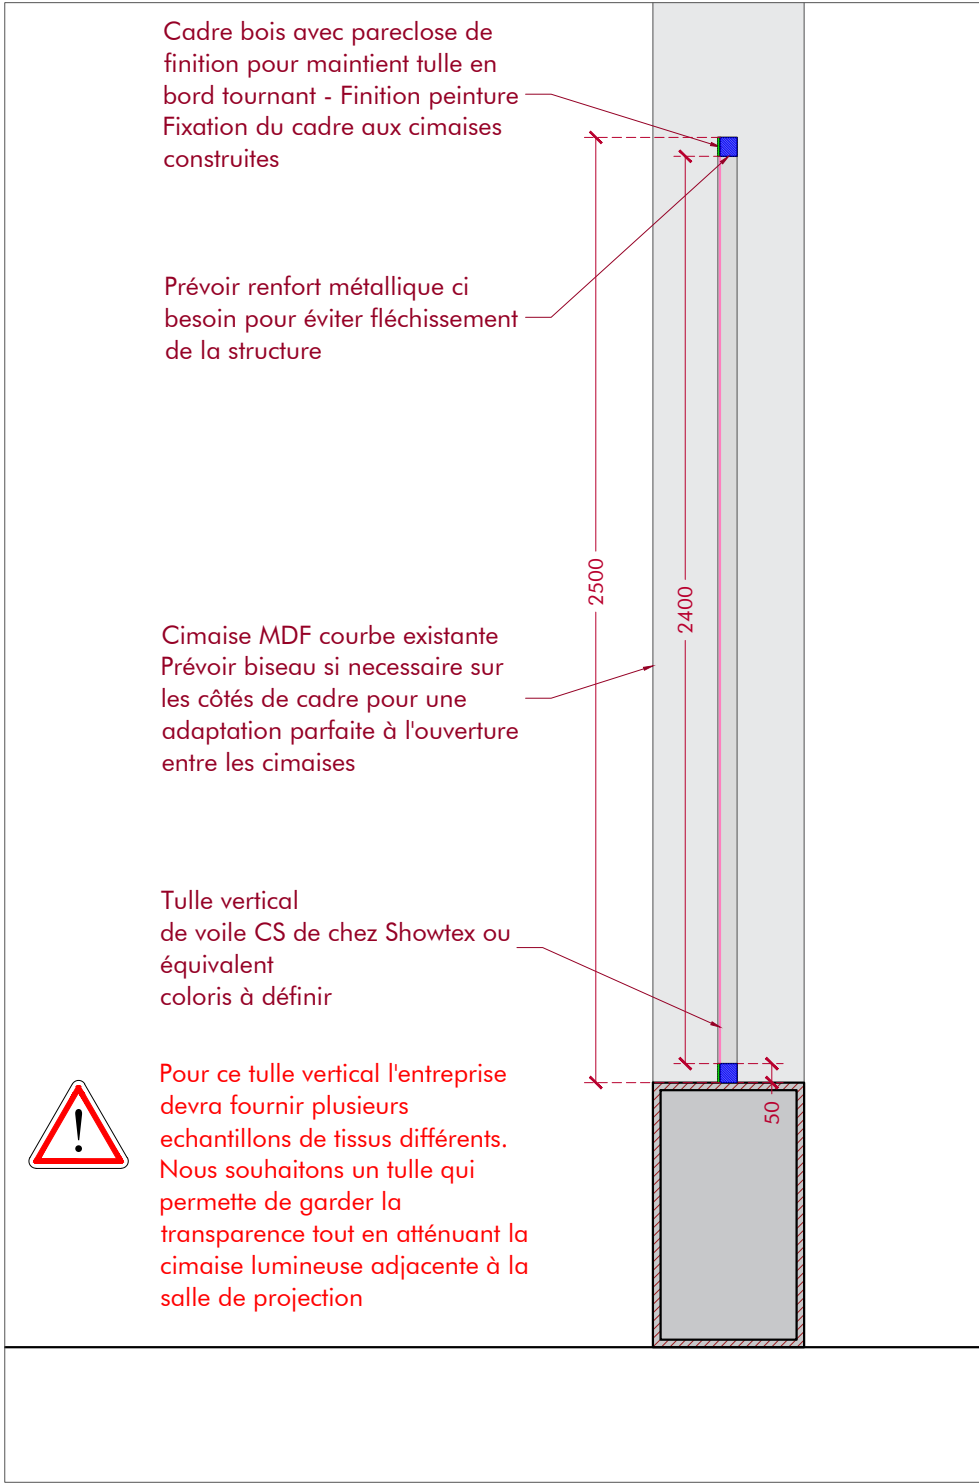 Cadre bois avec pareclose de
finition pour maintient tulle en
bord tournant - Finition peinture
Fixation du cadre aux cimaises
construites
Prévoir renfort métallique ci
besoin pour éviter fléchissement
de la structure
2500
2400
Cimaise MDF courbe existante
Prévoir biseau si necessaire sur
les côtés de cadre pour une
adaptation parfaite à l'ouverture
entre les cimaises
Tulle vertical
de voile CS de chez Showtex ou
équivalent
coloris à définir
50
Pour ce tulle vertical l'entreprise
devra fournir plusieurs
echantillons de tissus différents.
Nous souhaitons un tulle qui
permette de garder la
transparence tout en atténuant la
cimaise lumineuse adjacente à la
salle de projection